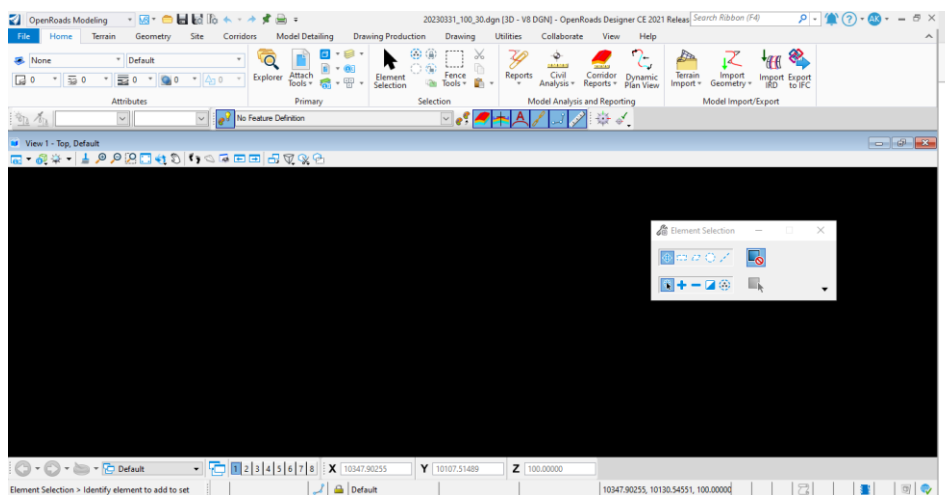 OpenRoads Modeling 20230331_100_30.dgn [3D - V8 DGN] - OpenRoads Designer CE 2021 Releas Search Ribbon (F4) AK
File Home Terrain Geometry Site Corridors Model Detailing Drawing Production Drawing Utilities Collaborate View Help
None Default
0 0 0 0 0
Explorer Attach Tools Element Selection Fence Tools Reports Civil Analysis Corridor Reports Dynamic Plan View Terrain Import Import Geometry Import IRD Export to IFC
Attributes Primary Selection Model Analysis and Reporting Model Import/Export
No Feature Definition
View 1 - Top, Default
Element Selection
Default 1 2 3 4 5 6 7 8 X 10347.90255 Y 10107.51489 Z 100.00000
Element Selection > Identify element to add to set Default 10347.90255, 10130.54551, 100.00000